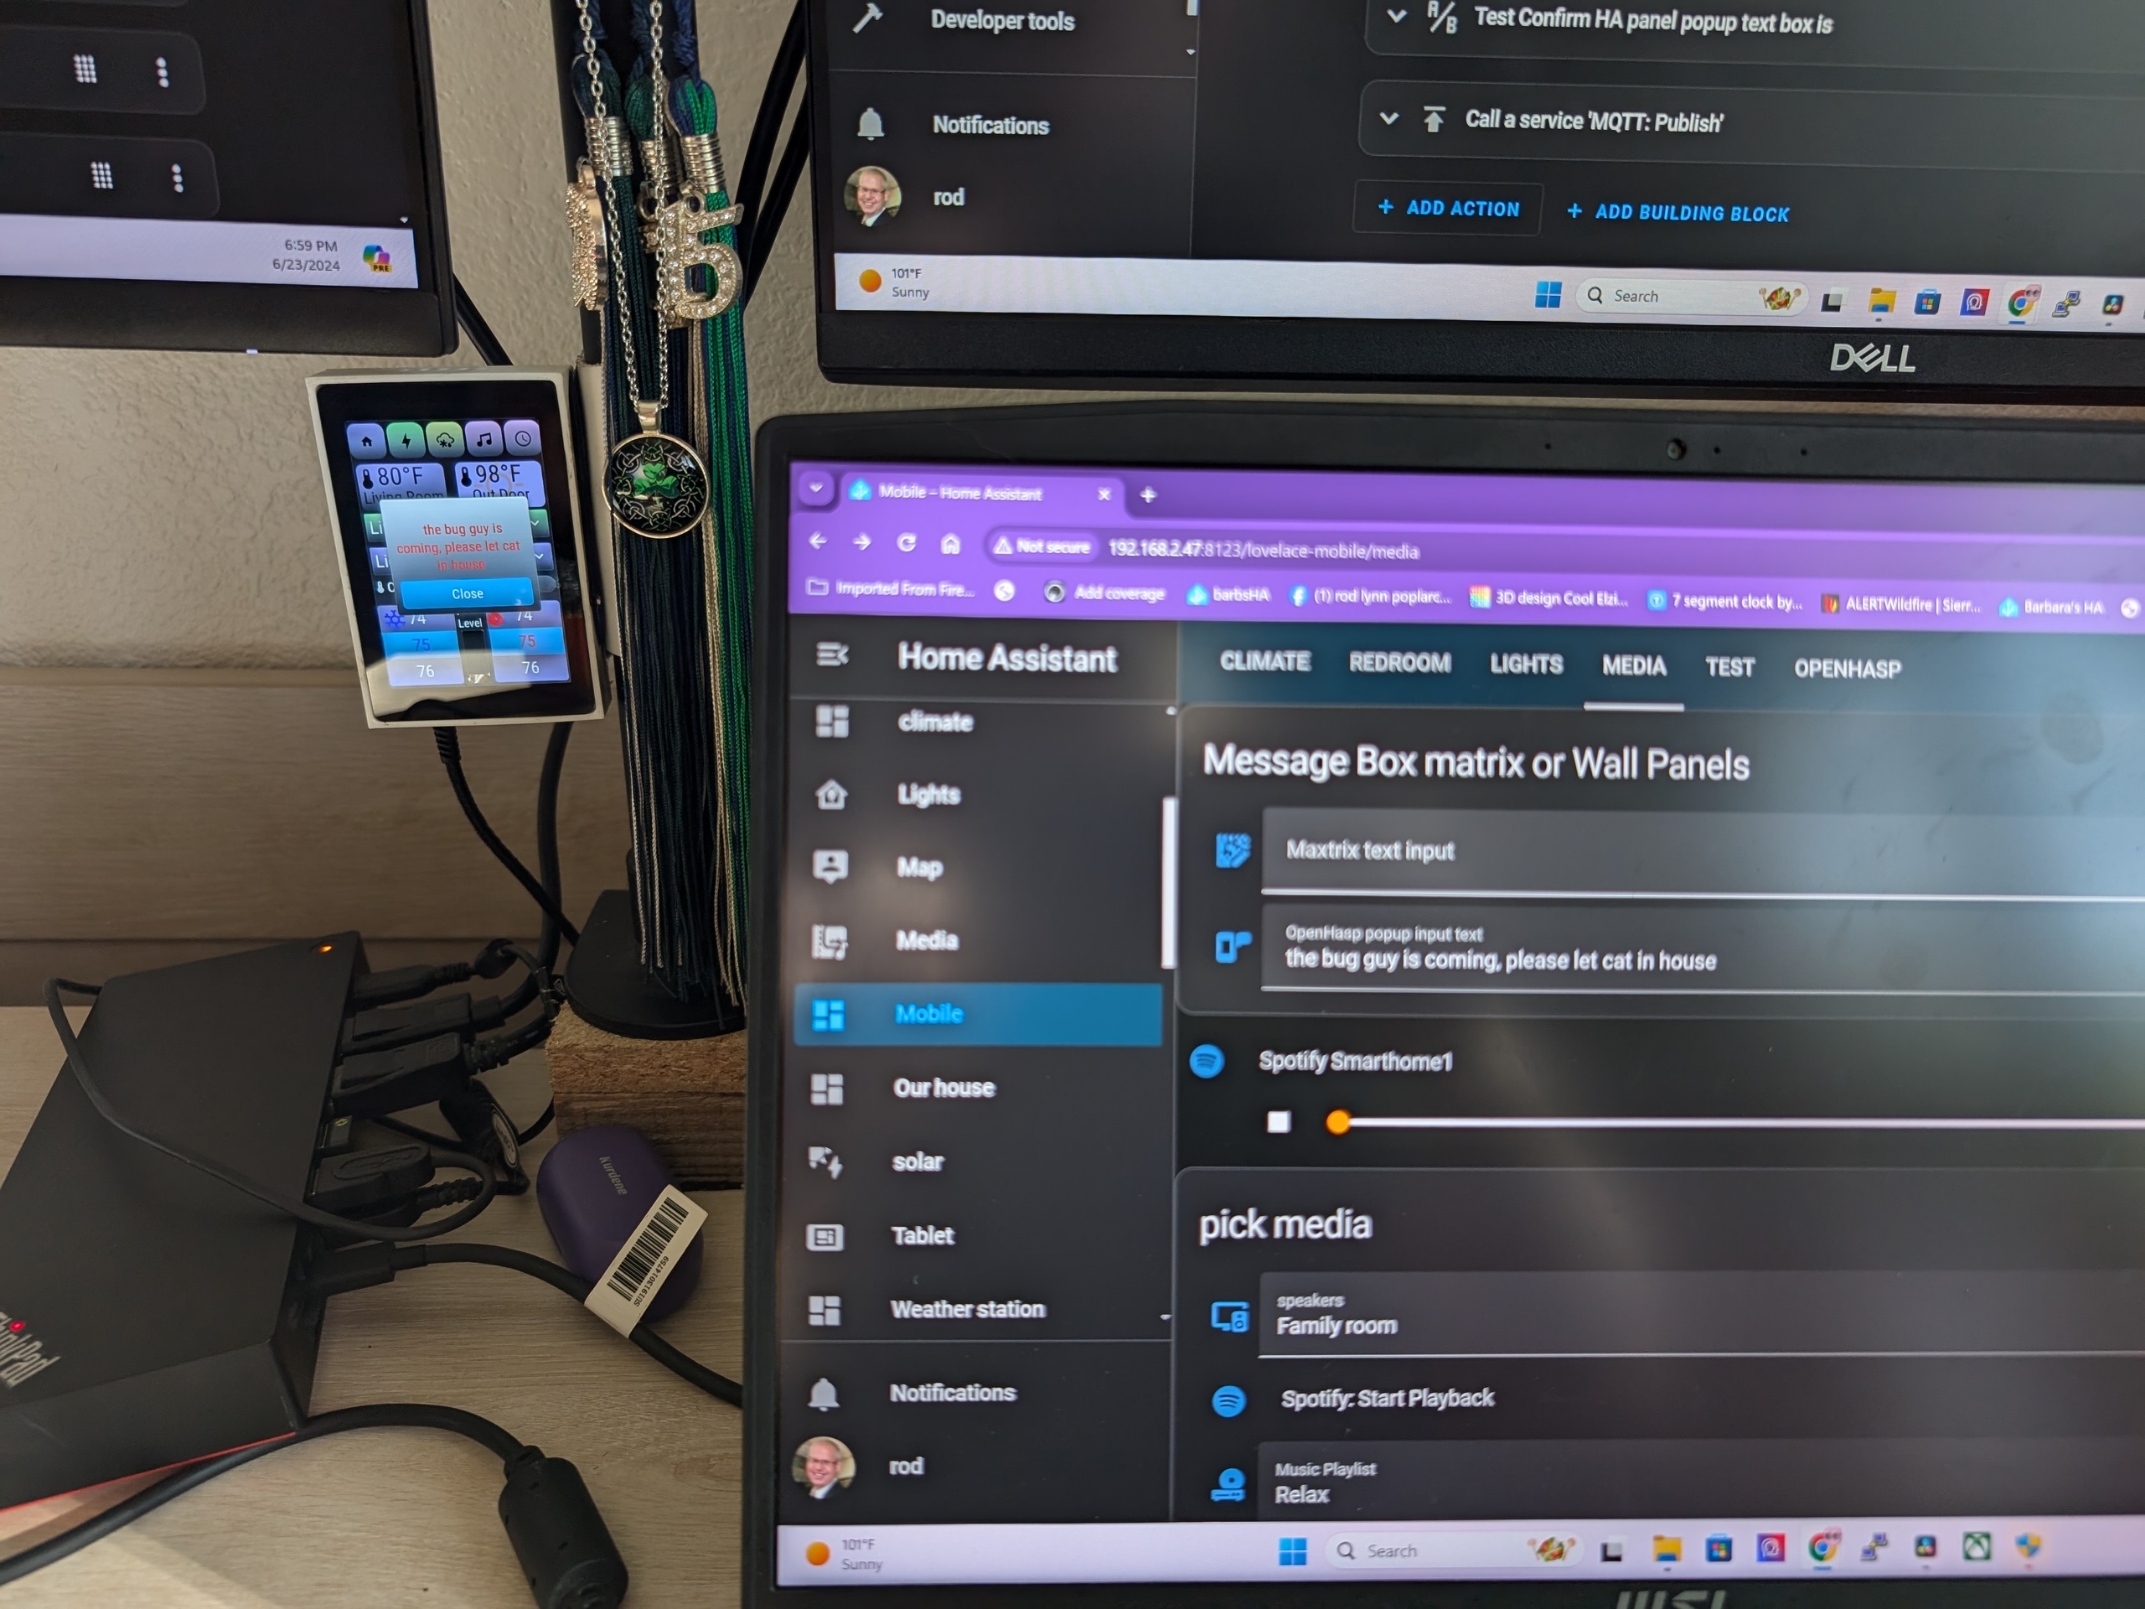 6:59 PM
6/23/2024
PRE
Developer tools
Notifications
rod
Test Confirm HA panel popup text box is
Call a service 'MQTT: Publish'
+ ADD ACTION
+ ADD BUILDING BLOCK
101°F
Sunny
Search
DELL
80°F
98°F
Living Room
Out Door
Li
the bug guy is
coming, please let cat
in house
Li
Close
74
Level
74
75
75
76
76
15
Mobile – Home Assistant
Not secure
192.168.2.47:8123/lovelace-mobile/media
Imported From Fire...
Add coverage
barbsHA
(1) rod lynn poplarc...
3D design Cool Elzi...
7 segment clock by...
ALERTWildfire | Sierr...
Barbara's HA
Home Assistant
CLIMATE
REDROOM
LIGHTS
MEDIA
TEST
OPENHASP
climate
Lights
Map
Media
Mobile
Our house
solar
Tablet
Weather station
Notifications
rod
Message Box matrix or Wall Panels
Maxtrix text input
OpenHasp popup input text
the bug guy is coming, please let cat in house
Spotify Smarthome1
pick media
speakers
Family room
Spotify: Start Playback
Music Playlist
Relax
101°F
Sunny
Search
msi
Kurdene
ThinkPad